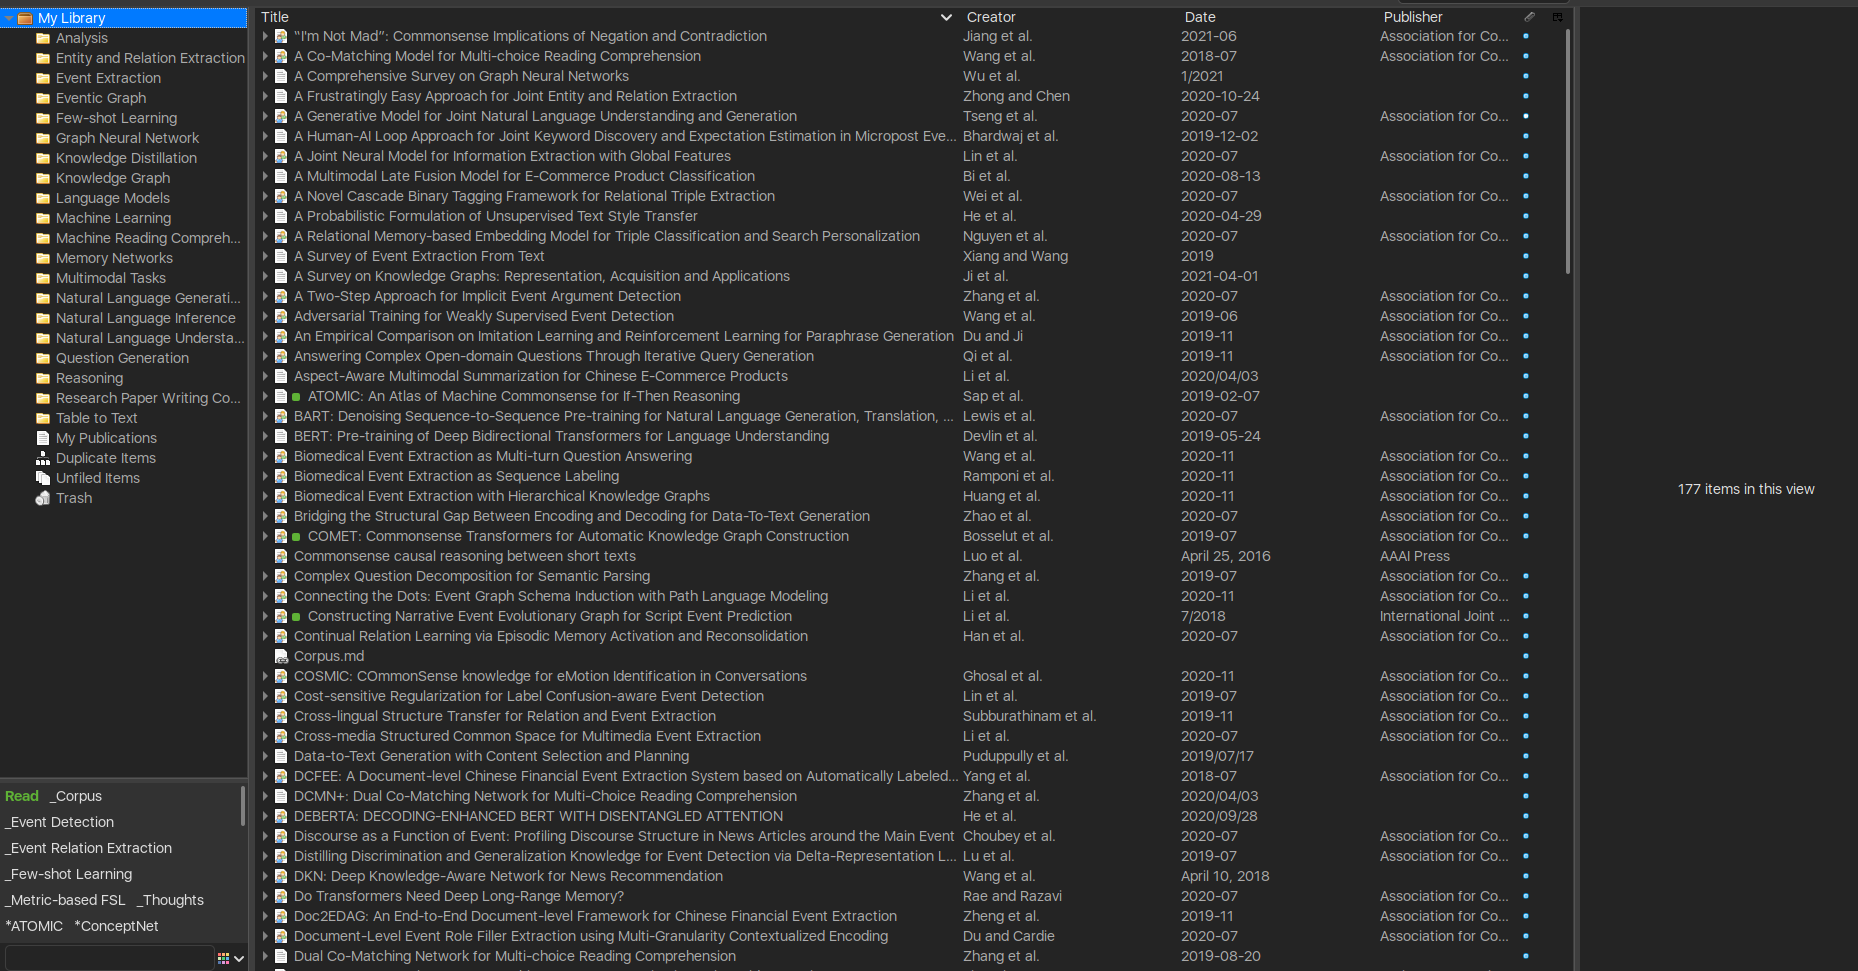 My Library
Analysis
Entity and Relation Extraction
Event Extraction
Eventic Graph
Few-shot Learning
Graph Neural Network
Knowledge Distillation
Knowledge Graph
Language Models
Machine Learning
Machine Reading Compreh...
Memory Networks
Multimodal Tasks
Natural Language Generati...
Natural Language Inference
Natural Language Understa...
Question Generation
Reasoning
Research Paper Writing Co...
Table to Text
My Publications
Duplicate Items
Unfiled Items
Trash
Read _Corpus
_Event Detection
_Event Relation Extraction
_Few-shot Learning
_Metric-based FSL _Thoughts
*ATOMIC *ConceptNet
Title Creator Date Publisher
“I'm Not Mad”: Commonsense Implications of Negation and Contradiction Jiang et al. 2021-06 Association for Co...
A Co-Matching Model for Multi-choice Reading Comprehension Wang et al. 2018-07 Association for Co...
A Comprehensive Survey on Graph Neural Networks Wu et al. 1/2021
A Frustratingly Easy Approach for Joint Entity and Relation Extraction Zhong and Chen 2020-10-24
A Generative Model for Joint Natural Language Understanding and Generation Tseng et al. 2020-07 Association for Co...
A Human-AI Loop Approach for Joint Keyword Discovery and Expectation Estimation in Micropost Eve... Bhardwaj et al. 2019-12-02
A Joint Neural Model for Information Extraction with Global Features Lin et al. 2020-07 Association for Co...
A Multimodal Late Fusion Model for E-Commerce Product Classification Bi et al. 2020-08-13
A Novel Cascade Binary Tagging Framework for Relational Triple Extraction Wei et al. 2020-07 Association for Co...
A Probabilistic Formulation of Unsupervised Text Style Transfer He et al. 2020-04-29
A Relational Memory-based Embedding Model for Triple Classification and Search Personalization Nguyen et al. 2020-07 Association for Co...
A Survey of Event Extraction From Text Xiang and Wang 2019
A Survey on Knowledge Graphs: Representation, Acquisition and Applications Ji et al. 2021-04-01
A Two-Step Approach for Implicit Event Argument Detection Zhang et al. 2020-07 Association for Co...
Adversarial Training for Weakly Supervised Event Detection Wang et al. 2019-06 Association for Co...
An Empirical Comparison on Imitation Learning and Reinforcement Learning for Paraphrase Generation Du and Ji 2019-11 Association for Co...
Answering Complex Open-domain Questions Through Iterative Query Generation Qi et al. 2019-11 Association for Co...
Aspect-Aware Multimodal Summarization for Chinese E-Commerce Products Li et al. 2020/04/03
ATOMIC: An Atlas of Machine Commonsense for If-Then Reasoning Sap et al. 2019-02-07
BART: Denoising Sequence-to-Sequence Pre-training for Natural Language Generation, Translation, ... Lewis et al. 2020-07 Association for Co...
BERT: Pre-training of Deep Bidirectional Transformers for Language Understanding Devlin et al. 2019-05-24
Biomedical Event Extraction as Multi-turn Question Answering Wang et al. 2020-11 Association for Co...
Biomedical Event Extraction as Sequence Labeling Ramponi et al. 2020-11 Association for Co...
Biomedical Event Extraction with Hierarchical Knowledge Graphs Huang et al. 2020-11 Association for Co...
Bridging the Structural Gap Between Encoding and Decoding for Data-To-Text Generation Zhao et al. 2020-07 Association for Co...
COMET: Commonsense Transformers for Automatic Knowledge Graph Construction Bosselut et al. 2019-07 Association for Co...
Commonsense causal reasoning between short texts Luo et al. April 25, 2016 AAAI Press
Complex Question Decomposition for Semantic Parsing Zhang et al. 2019-07 Association for Co...
Connecting the Dots: Event Graph Schema Induction with Path Language Modeling Li et al. 2020-11 Association for Co...
Constructing Narrative Event Evolutionary Graph for Script Event Prediction Li et al. 7/2018 International Joint ...
Continual Relation Learning via Episodic Memory Activation and Reconsolidation Han et al. 2020-07 Association for Co...
Corpus.md
COSMIC: COmmonSense knowledge for eMotion Identification in Conversations Ghosal et al. 2020-11 Association for Co...
Cost-sensitive Regularization for Label Confusion-aware Event Detection Lin et al. 2019-07 Association for Co...
Cross-lingual Structure Transfer for Relation and Event Extraction Subburathinam et al. 2019-11 Association for Co...
Cross-media Structured Common Space for Multimedia Event Extraction Li et al. 2020-07 Association for Co...
Data-to-Text Generation with Content Selection and Planning Puduppully et al. 2019/07/17
DCFEE: A Document-level Chinese Financial Event Extraction System based on Automatically Labeled... Yang et al. 2018-07 Association for Co...
DCMN+: Dual Co-Matching Network for Multi-Choice Reading Comprehension Zhang et al. 2020/04/03
DEBERTA: DECODING-ENHANCED BERT WITH DISENTANGLED ATTENTION He et al. 2020/09/28
Discourse as a Function of Event: Profiling Discourse Structure in News Articles around the Main Event Choubey et al. 2020-07 Association for Co...
Distilling Discrimination and Generalization Knowledge for Event Detection via Delta-Representation L... Lu et al. 2019-07 Association for Co...
DKN: Deep Knowledge-Aware Network for News Recommendation Wang et al. April 10, 2018
Do Transformers Need Deep Long-Range Memory? Rae and Razavi 2020-07 Association for Co...
Doc2EDAG: An End-to-End Document-level Framework for Chinese Financial Event Extraction Zheng et al. 2019-11 Association for Co...
Document-Level Event Role Filler Extraction using Multi-Granularity Contextualized Encoding Du and Cardie 2020-07 Association for Co...
Dual Co-Matching Network for Multi-choice Reading Comprehension Zhang et al. 2019-08-20
177 items in this view